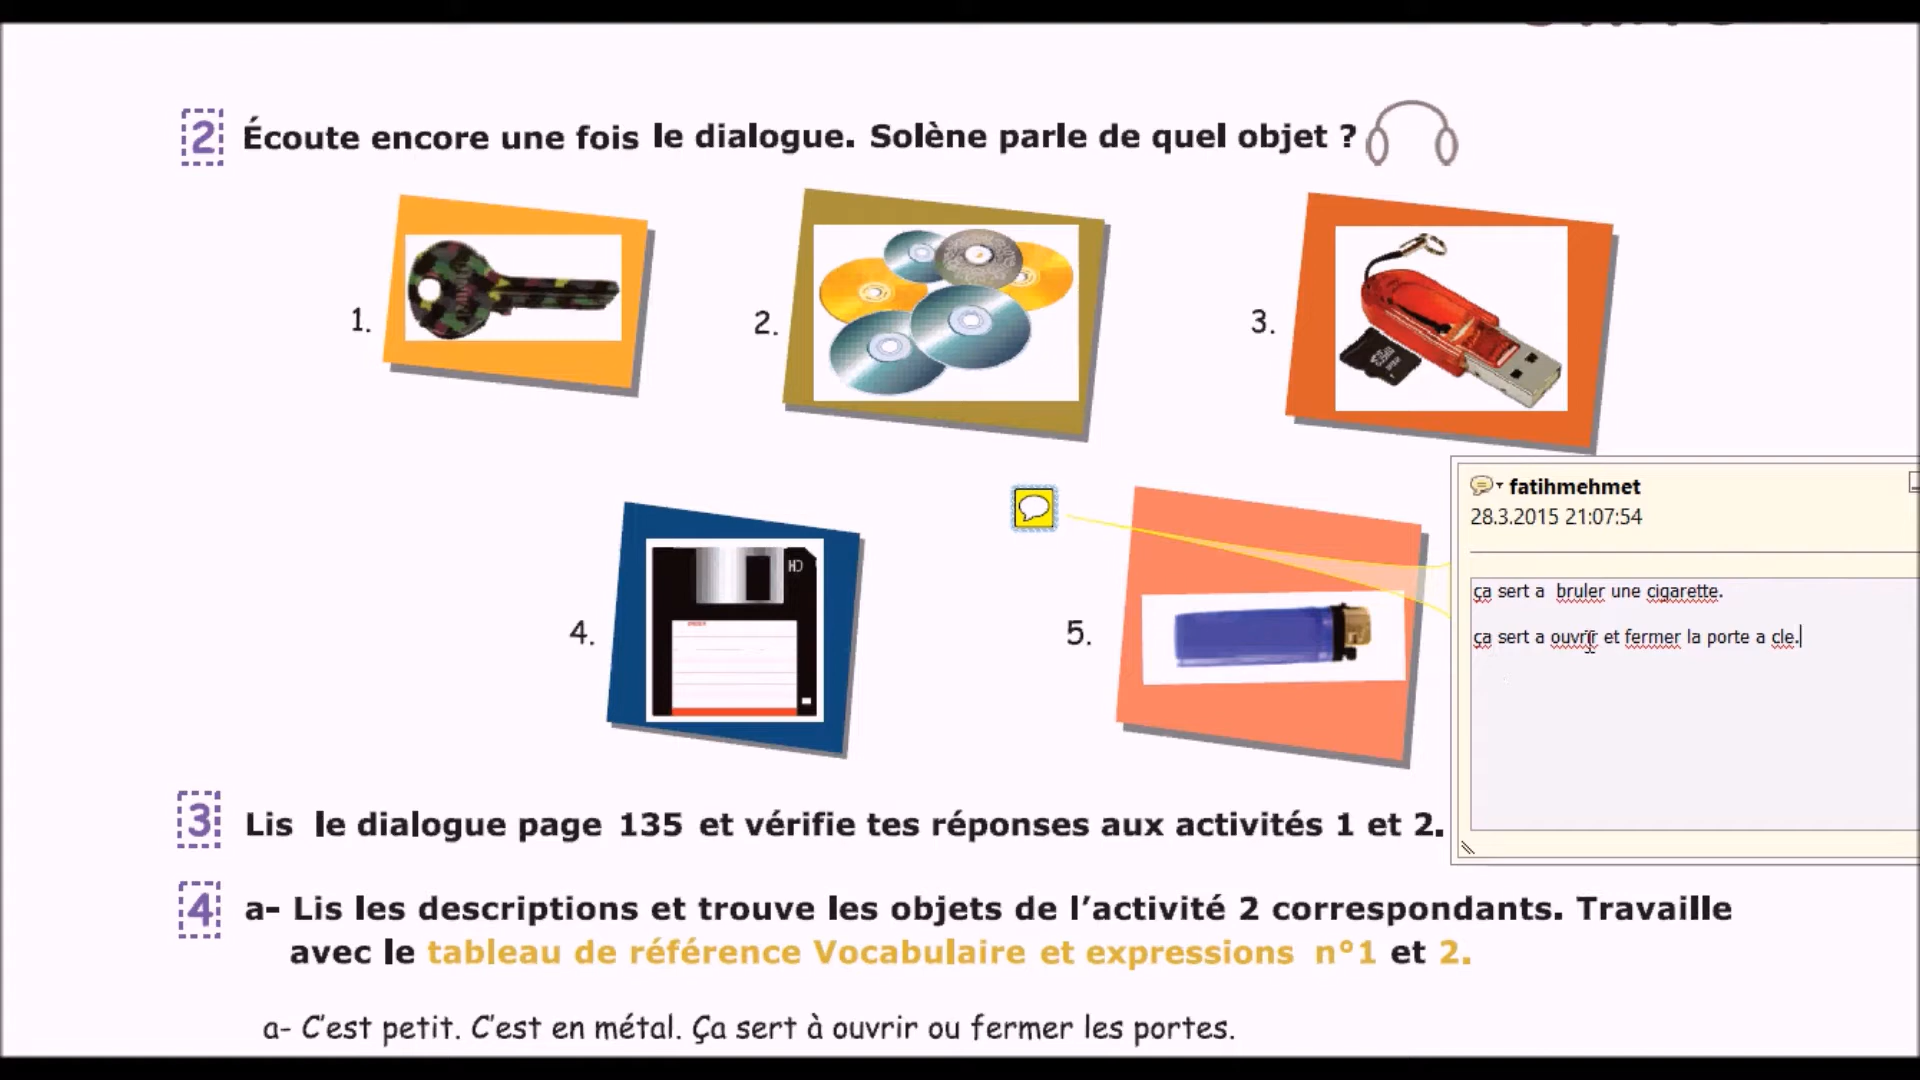 2 Écoute encore une fois le dialogue. Solène parle de quel objet ?
1.
2.
3.
4.
HD
5.
fatihmehmet
28.3.2015 21:07:54
ça sert a  bruler une cigarette.
ça sert a ouvrir et fermer la porte a cle.
3 Lis le dialogue page 135 et vérifie tes réponses aux activités 1 et 2.
4 a- Lis les descriptions et trouve les objets de l’activité 2 correspondants. Travaille
avec le tableau de référence Vocabulaire et expressions n°1 et 2.
a- C’est petit. C’est en métal. Ça sert à ouvrir ou fermer les portes.